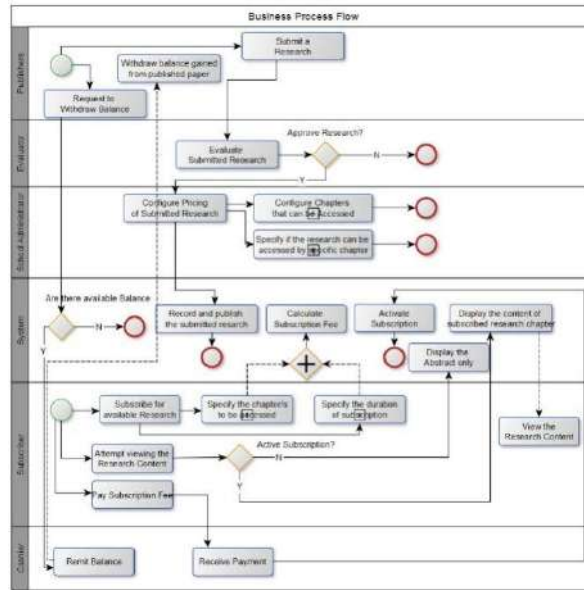 Business Process Flow
Publishers
Submit a
Research
Withdraw balance gained
from published paper
Request to
Withdraw Balance
Evaluator
Approve Research?
Evaluate
Submitted Research
N
Y
School Administrator
Configure Pricing
of Submitted Research
Configure Chapters
that can be Accessed
Specify if the research can be
accessed by specific chapter
System
Are there available Balance
N
Y
Record and publish
the submitted resarch
Calculate
Subscription Fee
Activate
Subscription
Display the content of
subscribed research chapter
Display the
Abstract only
Subscriber
Subscribe for
available Research
Specify the chapter/s
to be accessed
Specify the duration
of subscription
View the
Research Content
Attempt viewing the
Research Content
Active Subscription?
N
Y
Pay Subscription Fee
Cashier
Remit Balance
Receive Payment